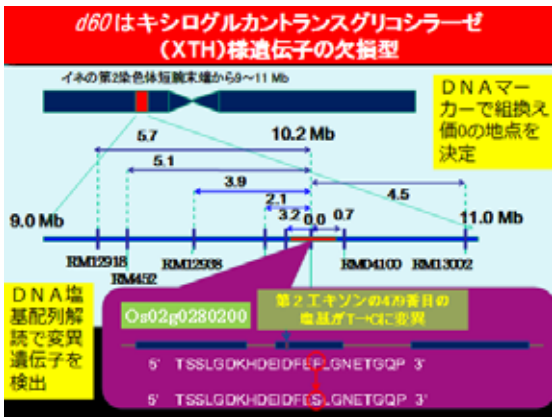 d60はキシログルカントランスグリコシラーゼ
(XTH)様遺伝子の欠損型
イネの第2染色体短腕末端から9～11 Mb
DNAマー
カーで組換え
価0の地点を
決定
5.7
10.2 Mb
5.1
3.9
4.5
2.1
9.0 Mb
3.2
0.0
0.7
11.0 Mb
RM12918
RM452
RM12938
RM04100
RM13002
DNA塩
基配列解
読で変異
遺伝子を
検出
Os02g0280200
第2エキソンの479番目の
塩基がT→Cに変異
5' TSSLGDKHDEIDFEFLGNETGQP 3'
5' TSSLGDKHDEIDFESLGNETGQP 3'